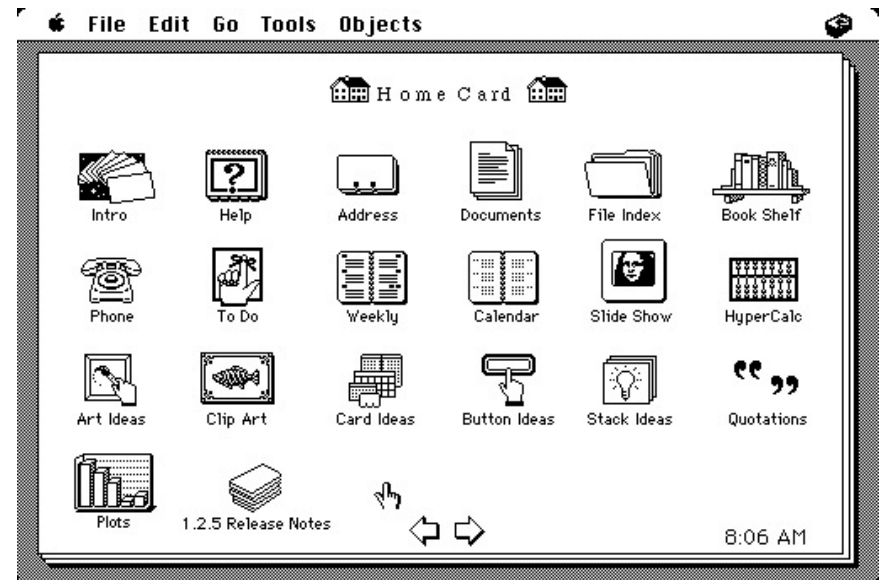 File Edit Go Tools Objects
Home Card
Intro Help Address Documents File Index Book Shelf
?
Phone To Do Weekly Calendar Slide Show HyperCalc
Art Ideas Clip Art Card Ideas Button Ideas Stack Ideas Quotations
Plots 1.2.5 Release Notes
8:06 AM